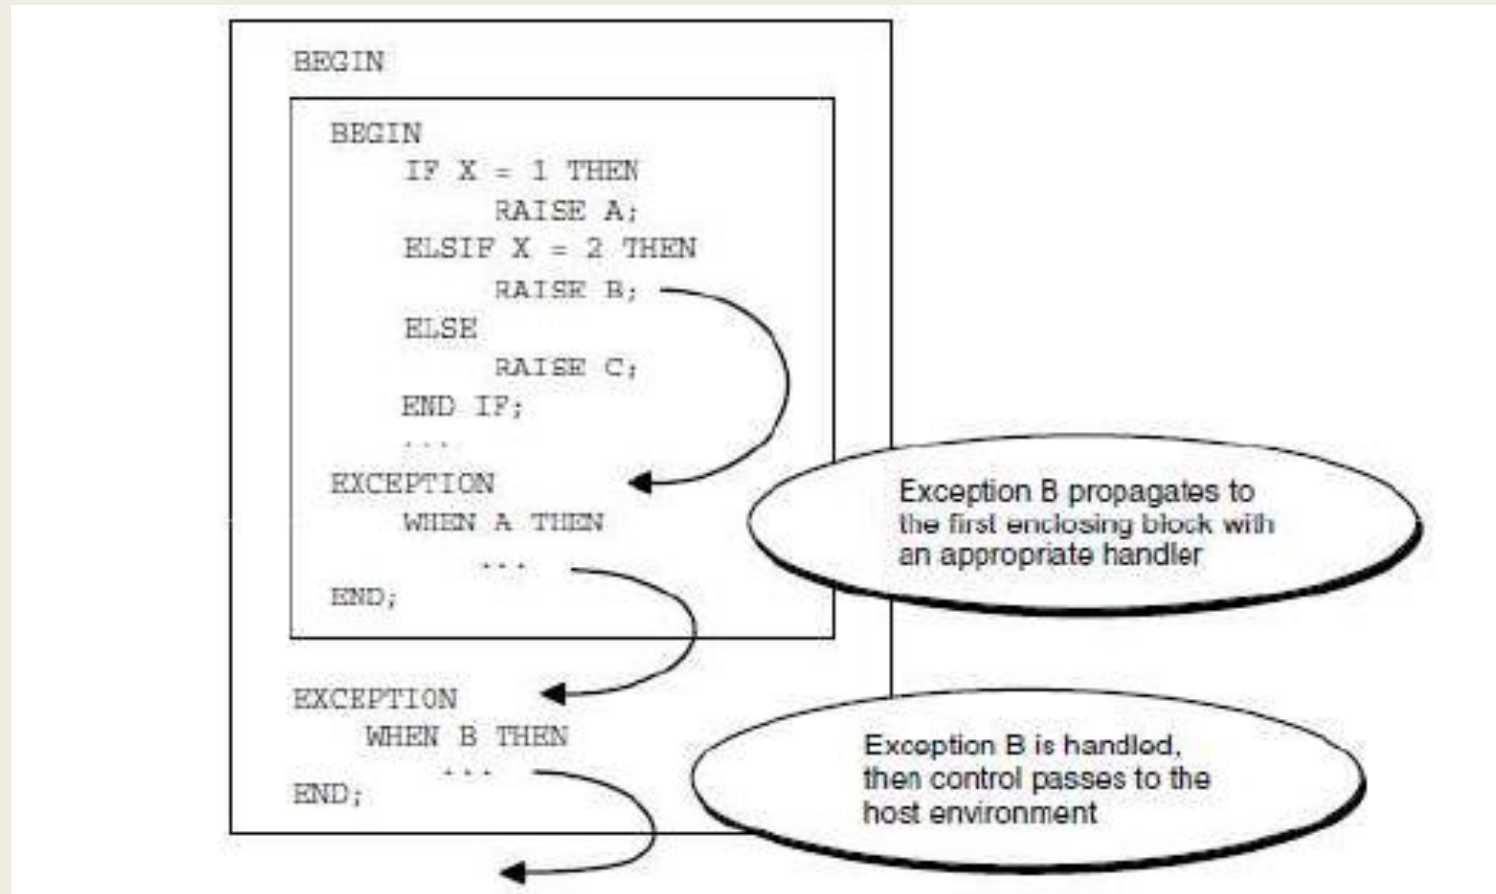 BEGIN
BEGIN
IF X = 1 THEN
RAISE A;
ELSIF X = 2 THEN
RAISE B;
ELSE
RAISE C;
END IF;
...
EXCEPTION
WHEN A THEN
...
END;
Exception B propagates to
the first enclosing block with
an appropriate handler
EXCEPTION
WHEN B THEN
...
END;
Exception B is handled,
then control passes to the
host environment